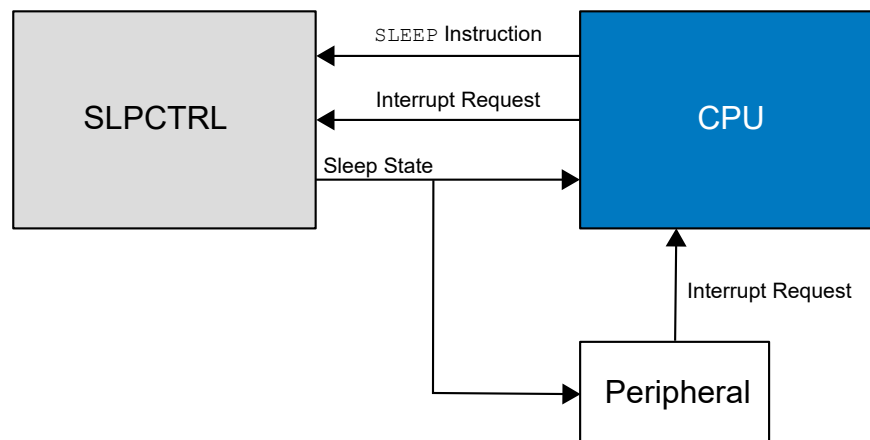 SLEEP Instruction
SLPCTRL
Interrupt Request
CPU
Sleep State
Interrupt Request
Peripheral